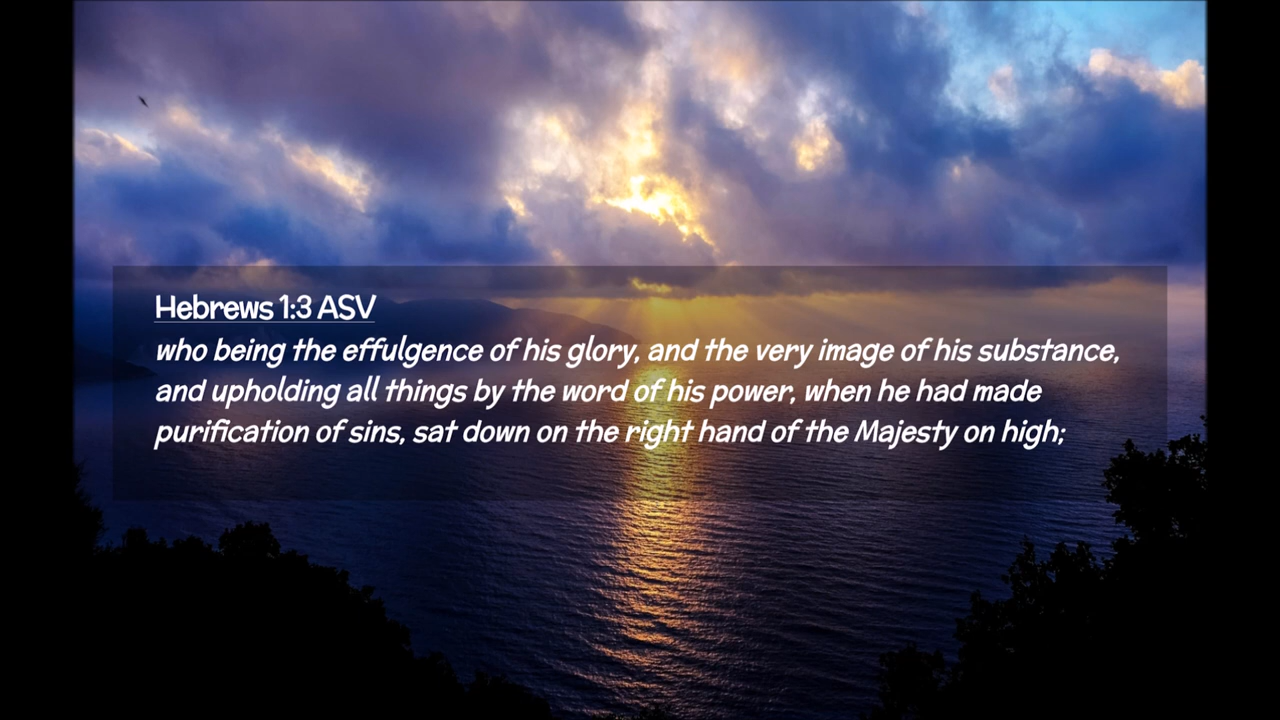 Hebrews 1:3 ASV
who being the effulgence of his glory, and the very image of his substance,
and upholding all things by the word of his power, when he had made
purification of sins, sat down on the right hand of the Majesty on high;